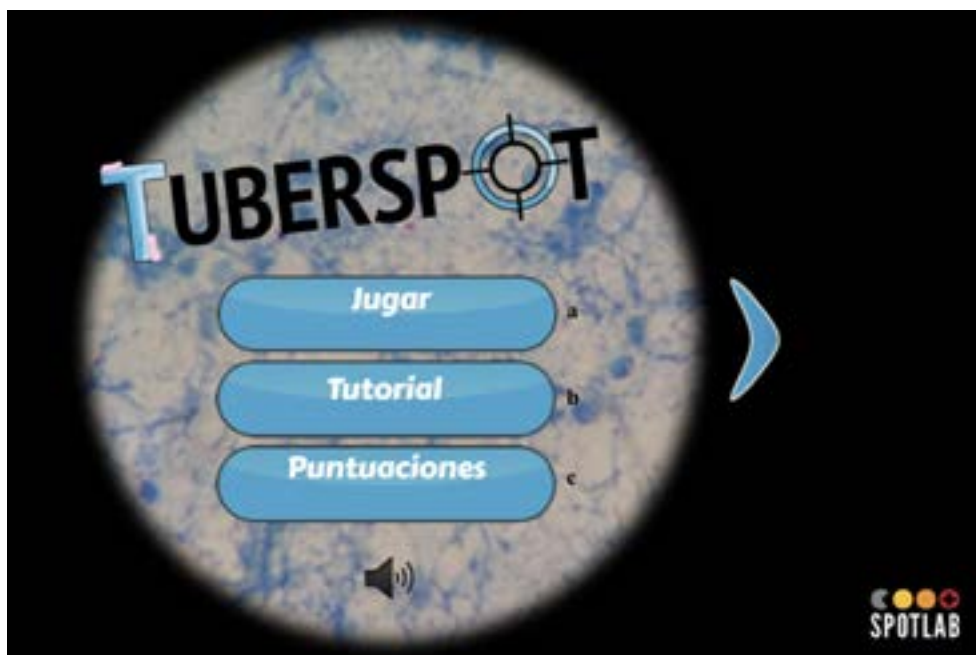 TUBERSPOT
Jugar
a
Tutorial
b
Puntuaciones
c
SPOTLAB